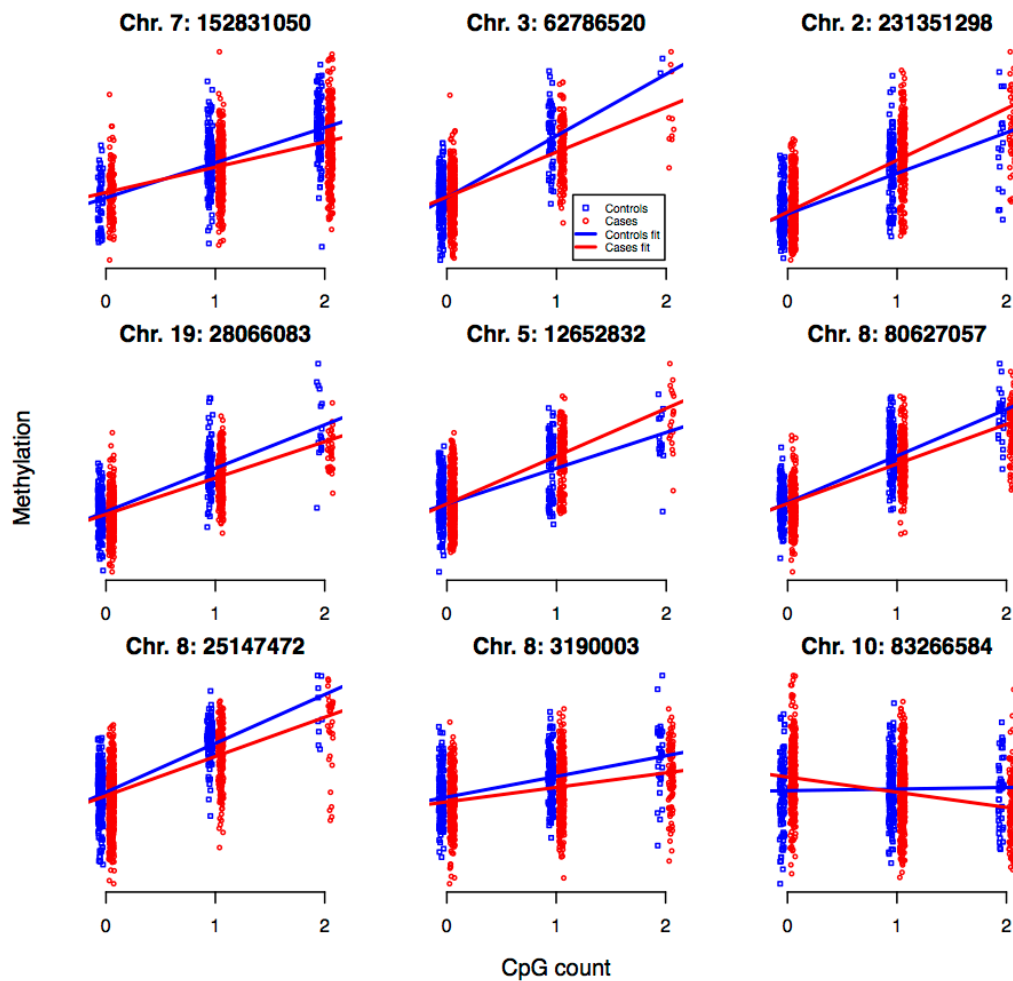 Chr. 7: 152831050
Chr. 3: 62786520
Chr. 2: 231351298
Controls
Cases
Controls fit
Cases fit
0 1 2
0 1 2
0 1 2
Chr. 19: 28066083
Chr. 5: 12652832
Chr. 8: 80627057
Methylation
0 1 2
0 1 2
0 1 2
Chr. 8: 25147472
Chr. 8: 3190003
Chr. 10: 83266584
0 1 2
0 1 2
0 1 2
CpG count